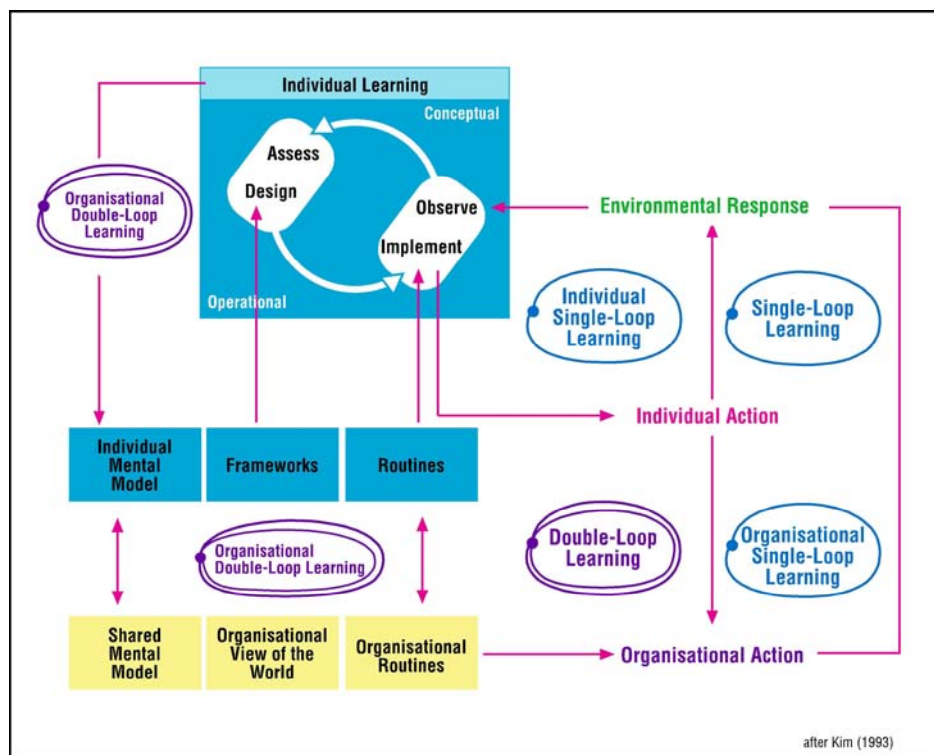 Individual Learning
Conceptual
Assess
Design
Observe
Implement
Operational
Organisational
Double-Loop
Learning
Environmental Response
Individual
Single-Loop
Learning
Single-Loop
Learning
Individual Action
Individual
Mental
Model
Frameworks
Routines
Organisational
Double-Loop Learning
Double-Loop
Learning
Organisational
Single-Loop
Learning
Shared
Mental
Model
Organisational
View of the
World
Organisational
Routines
Organisational Action
after Kim (1993)